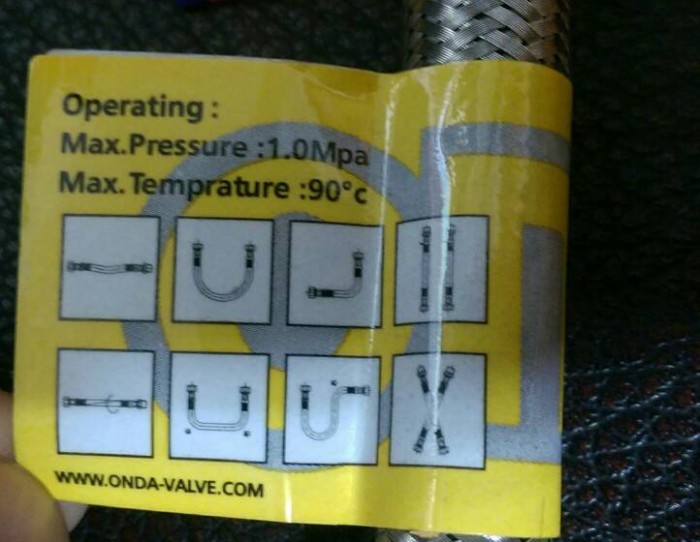 Operating :
Max.Pressure :1.0Mpa
Max. Temprature :90°c
WWW.ONDA-VALVE.COM